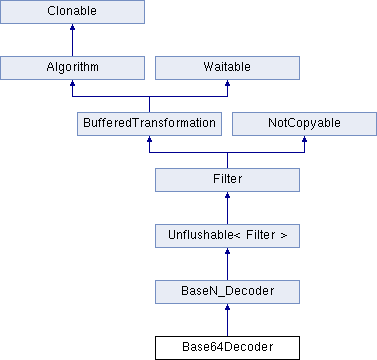 Clonable
Algorithm
Waitable
BufferedTransformation
NotCopyable
Filter
Unflushable< Filter >
BaseN_Decoder
Base64Decoder